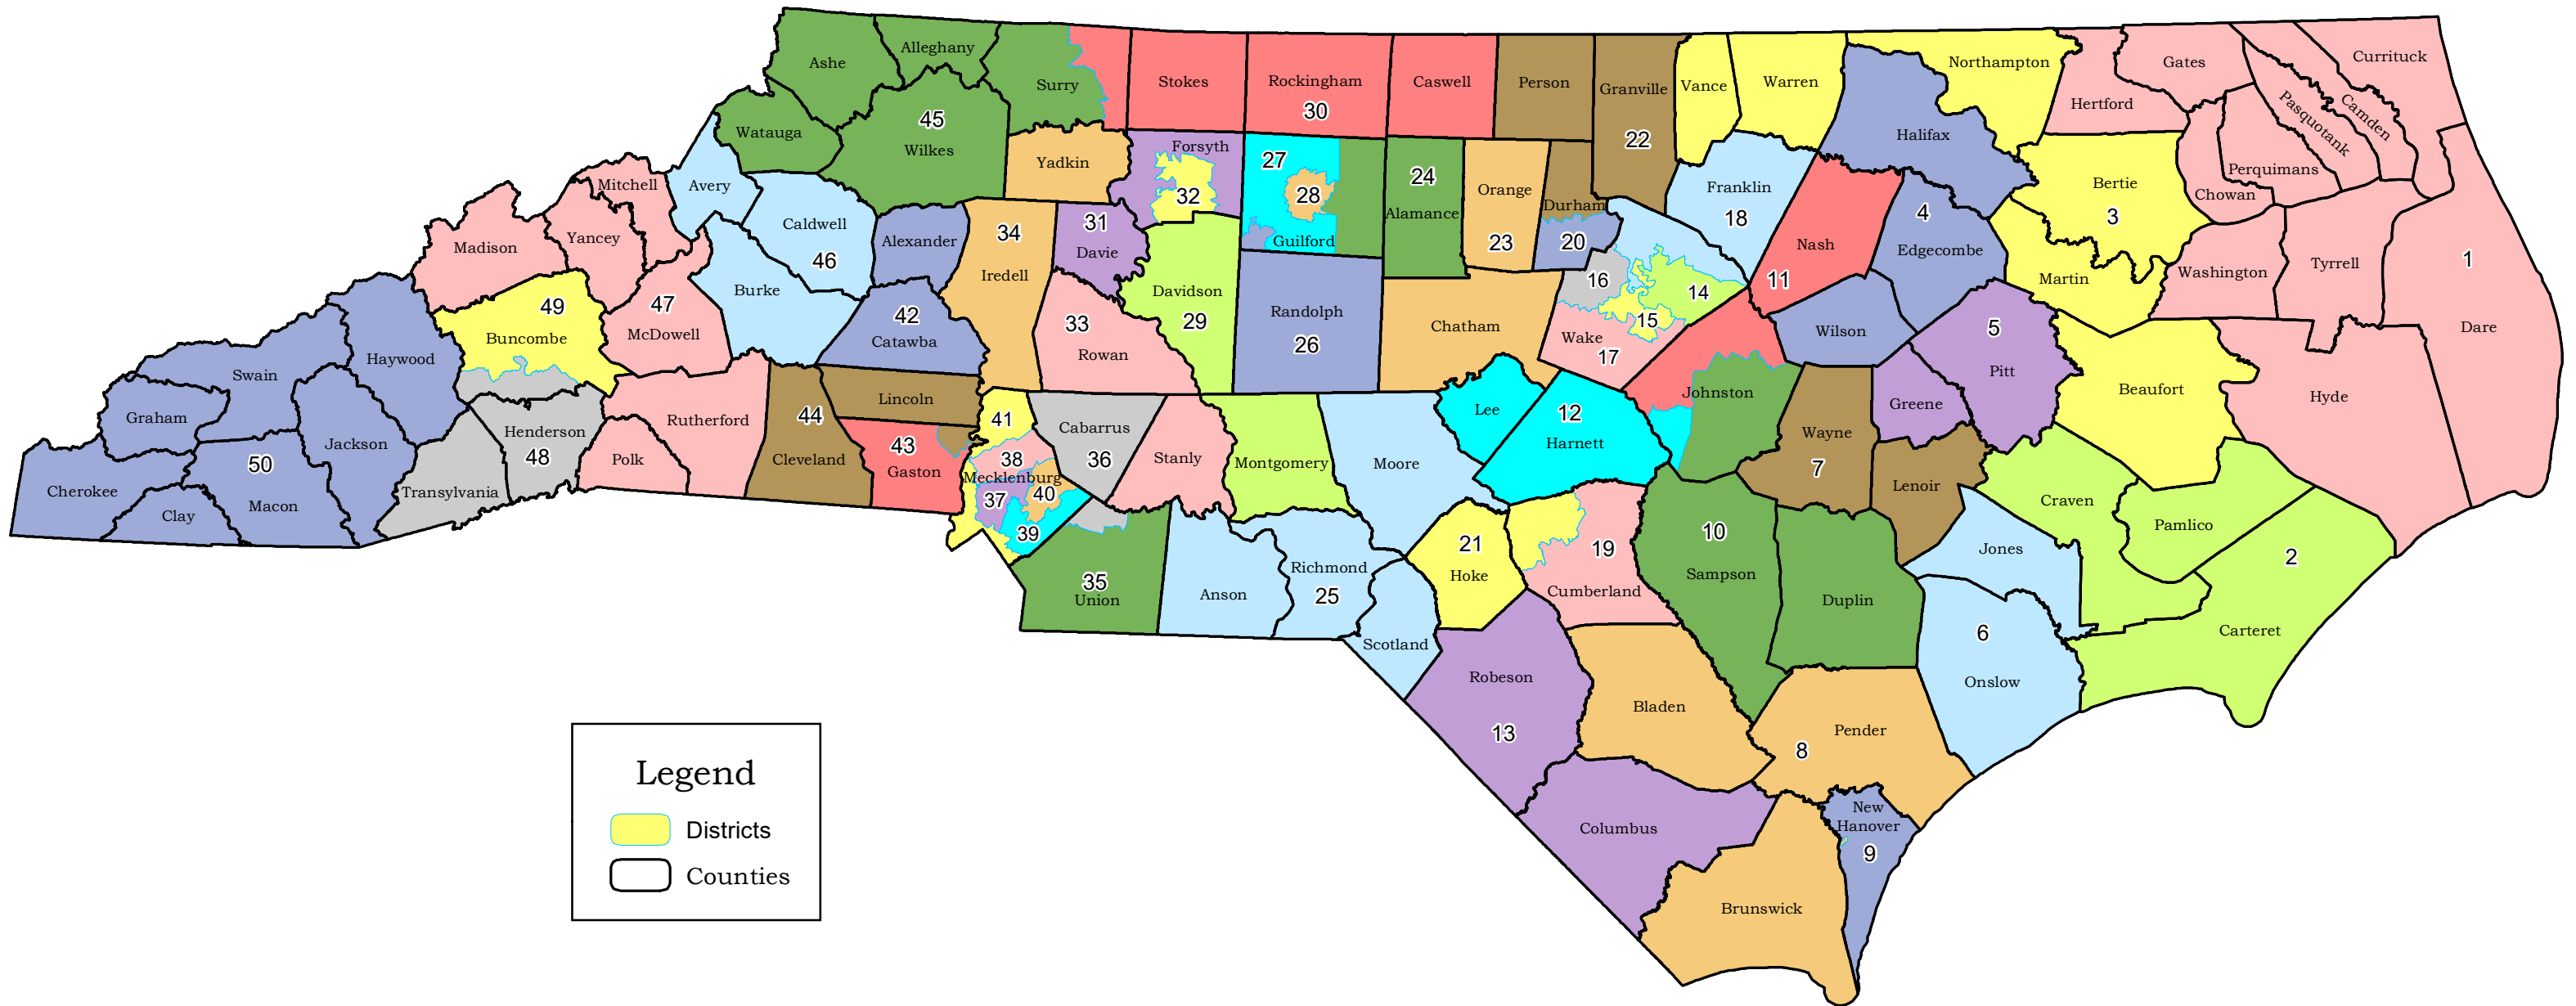 Ashe
Alleghany
Surry
Stokes
Rockingham
30
Caswell
Person
Granville
22
Vance
Warren
Northampton
Gates
Currituck
Hertford
Pasquotank
Camden
Perquimans
Chowan
Halifax
Watauga
45
Wilkes
Yadkin
Forsyth
32
27
28
Guilford
24
Alamance
Orange
23
Durham
20
Franklin
18
Nash
11
4
Edgecombe
Bertie
3
Martin
Washington
Tyrrell
1
Dare
Mitchell
Avery
Madison
Yancey
Caldwell
46
Alexander
34
Iredell
31
Davie
Davidson
29
Randolph
26
Chatham
16
14
15
Wake
17
Wilson
5
Pitt
Greene
Beaufort
Hyde
49
Buncombe
47
McDowell
Burke
42
Catawba
33
Rowan
Haywood
Swain
Graham
Jackson
Cherokee
Clay
50
Macon
Transylvania
Henderson
48
Polk
Rutherford
44
Cleveland
Lincoln
43
Gaston
41
38
Mecklenburg
37
40
39
Cabarrus
36
Stanly
Montgomery
Moore
Lee
12
Harnett
Johnston
Wayne
7
Lenoir
Craven
Pamlico
2
Carteret
Jones
6
Onslow
35
Union
Anson
Richmond
25
Scotland
21
Hoke
19
Cumberland
10
Sampson
Duplin
Robeson
13
Bladen
Pender
8
Columbus
New
Hanover
9
Brunswick
Legend
Districts
Counties